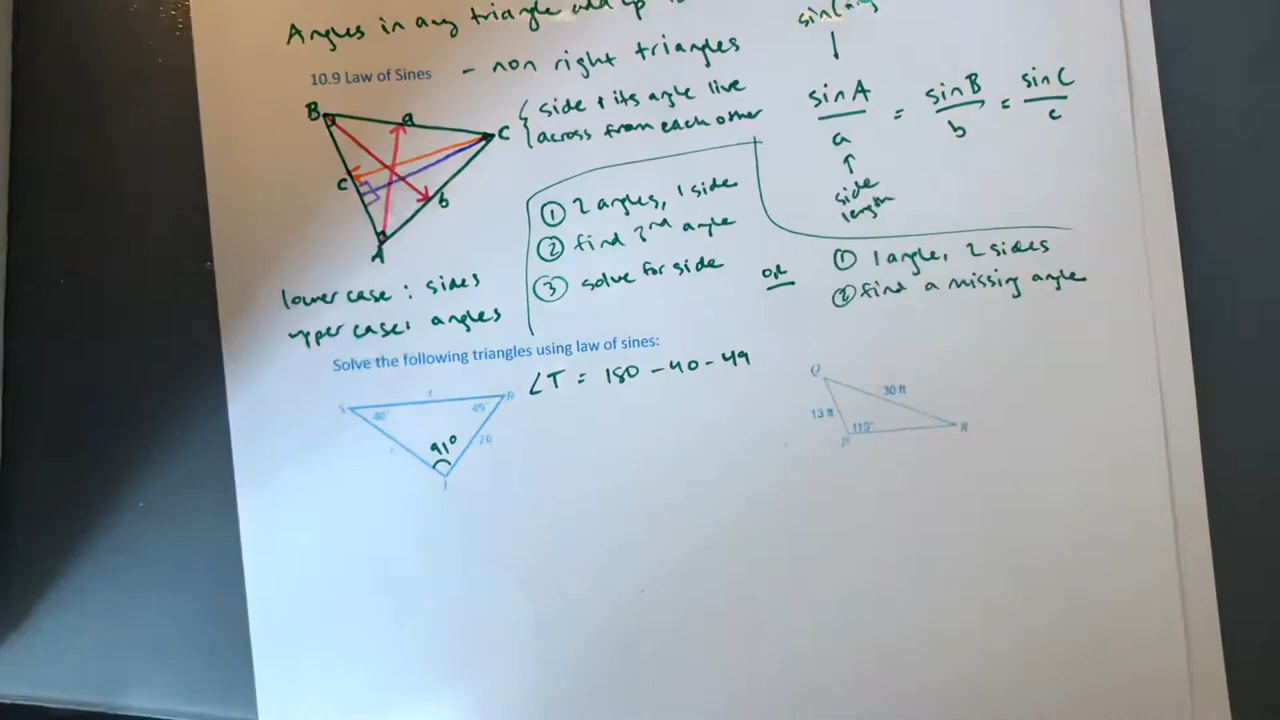 Angles in any triangle add up
10.9 Law of Sines
- non right triangles
side + its angle live
across from each other
B
a
C
c
b
A
sin A / a = sin B / b = sin C / c
side
length
① 2 angles, 1 side
② find 3rd angle
③ solve for side
OR
① 1 angle, 2 sides
② find a missing angle
lower case : sides
upper case: angles
Solve the following triangles using law of sines:
∠T = 180 - 40 - 49
S
40°
t
R
49°
20
91°
T
Q
30 ft
13 ft
P
R